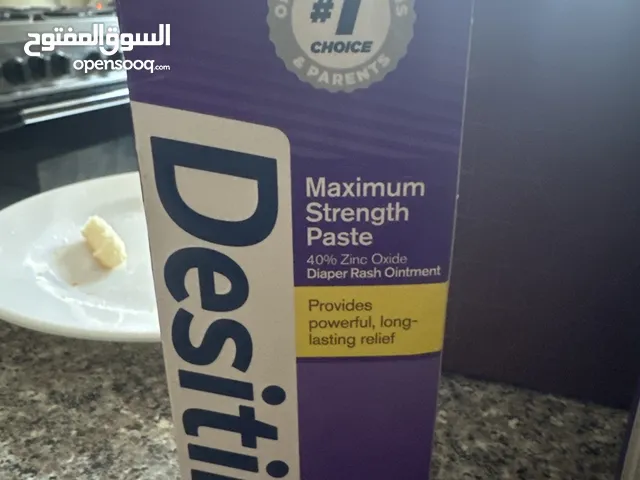 السوق المفتوح
opensooq.com
#1
CHOICE
& PARENTS
Desiti
Maximum
Strength
Paste
40% Zinc Oxide
Diaper Rash Ointment
Provides
powerful, long-
lasting relief